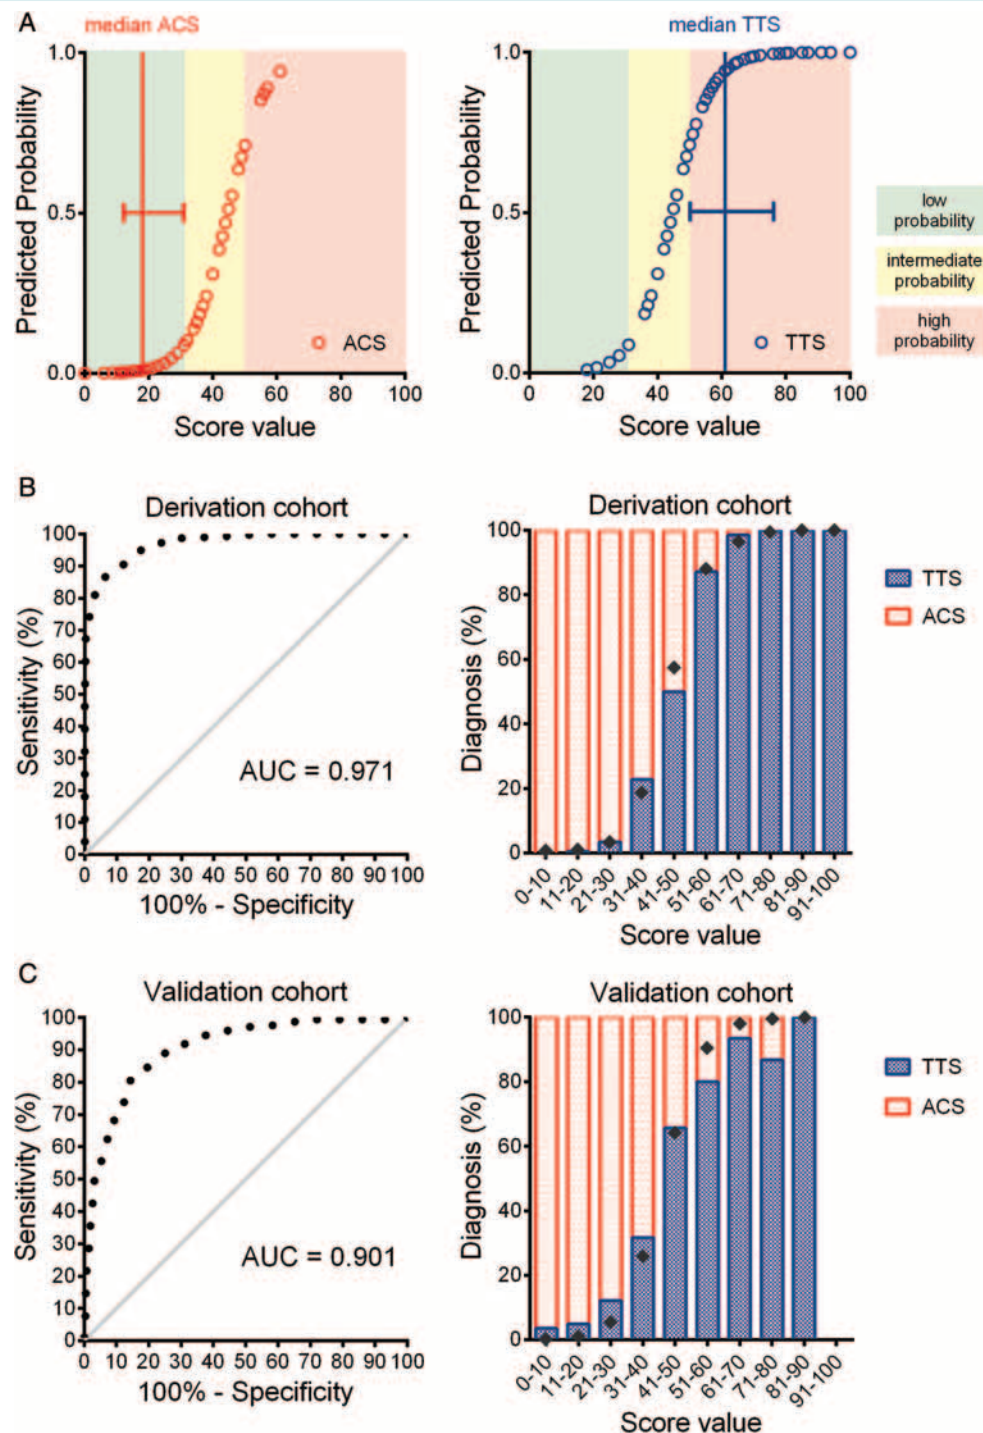 A
median ACS
median TTS
1.0
0.5
0.0
Predicted Probability
0 20 40 60 80 100
Score value
ACS
1.0
0.5
0.0
Predicted Probability
0 20 40 60 80 100
Score value
TTS
low
probability
intermediate
probability
high
probability
B
Derivation cohort
100
90
80
70
60
50
40
30
20
10
0
Sensitivity (%)
AUC = 0.971
0 10 20 30 40 50 60 70 80 90 100
100% - Specificity
Derivation cohort
100
80
60
40
20
0
Diagnosis (%)
0-10 11-20 21-30 31-40 41-50 51-60 61-70 71-80 81-90 91-100
Score value
TTS
ACS
C
Validation cohort
100
90
80
70
60
50
40
30
20
10
0
Sensitivity (%)
AUC = 0.901
0 10 20 30 40 50 60 70 80 90 100
100% - Specificity
Validation cohort
100
80
60
40
20
0
Diagnosis (%)
0-10 11-20 21-30 31-40 41-50 51-60 61-70 71-80 81-90 91-100
Score value
TTS
ACS